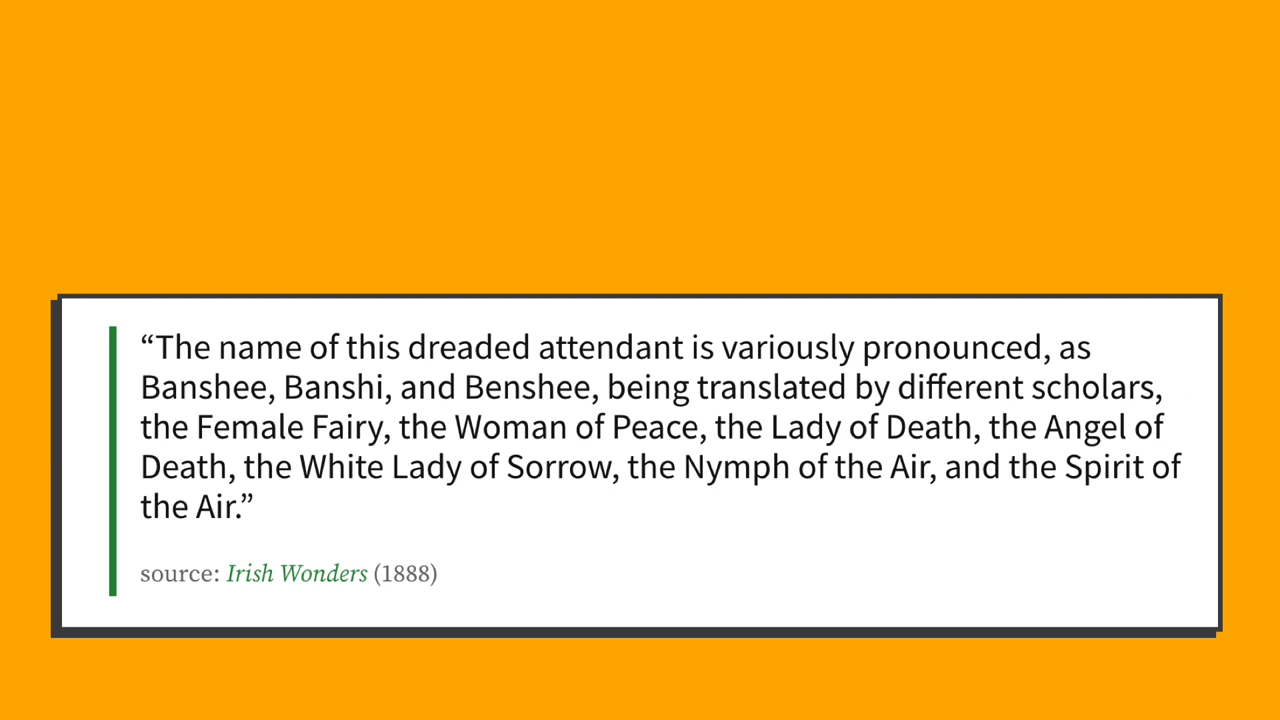 “The name of this dreaded attendant is variously pronounced, as
Banshee, Banshi, and Benshee, being translated by different scholars,
the Female Fairy, the Woman of Peace, the Lady of Death, the Angel of
Death, the White Lady of Sorrow, the Nymph of the Air, and the Spirit of
the Air.”
source: Irish Wonders (1888)